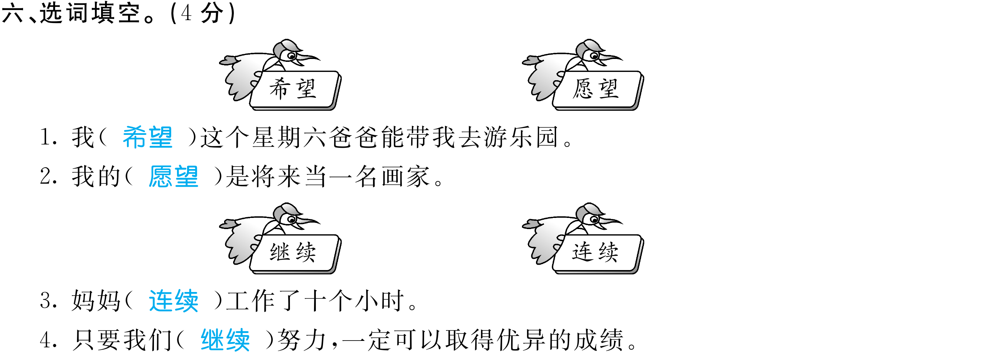 六、选词填空。(4 分)
希望 愿望
1. 我( 希望 )这个星期六爸爸能带我去游乐园。
2. 我的( 愿望 )是将来当一名画家。
继续 连续
3. 妈妈( 连续 )工作了十个小时。
4. 只要我们( 继续 )努力,一定可以取得优异的成绩。